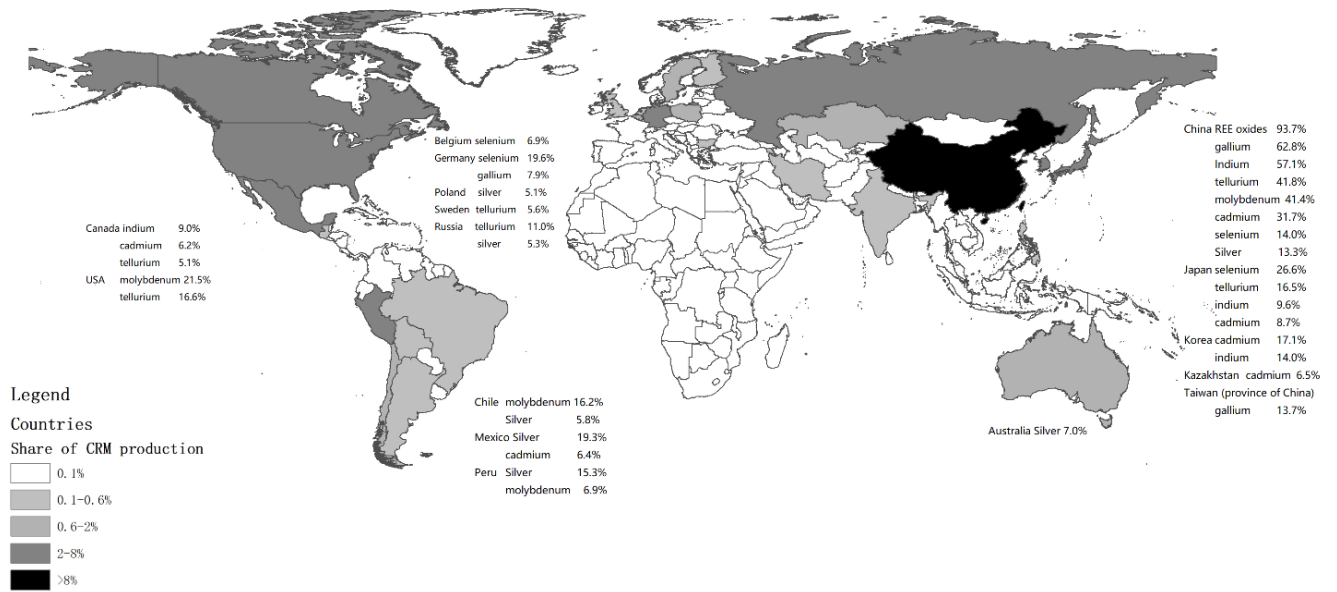 Belgium selenium 6.9%
Germany selenium 19.6%
gallium 7.9%
Poland silver 5.1%
Sweden tellurium 5.6%
Russia tellurium 11.0%
silver 5.3%
Canada indium 9.0%
cadmium 6.2%
tellurium 5.1%
USA molybdenum 21.5%
tellurium 16.6%
China REE oxides 93.7%
gallium 62.8%
Indium 57.1%
tellurium 41.8%
molybdenum 41.4%
cadmium 31.7%
selenium 14.0%
Silver 13.3%
Japan selenium 26.6%
tellurium 16.5%
indium 9.6%
cadmium 8.7%
Korea cadmium 17.1%
indium 14.0%
Kazakhstan cadmium 6.5%
Taiwan (province of China)
gallium 13.7%
Chile molybdenum 16.2%
Silver 5.8%
Mexico Silver 19.3%
cadmium 6.4%
Peru Silver 15.3%
molybdenum 6.9%
Australia Silver 7.0%
Legend
Countries
Share of CRM production
0.1%
0.1-0.6%
0.6-2%
2-8%
>8%